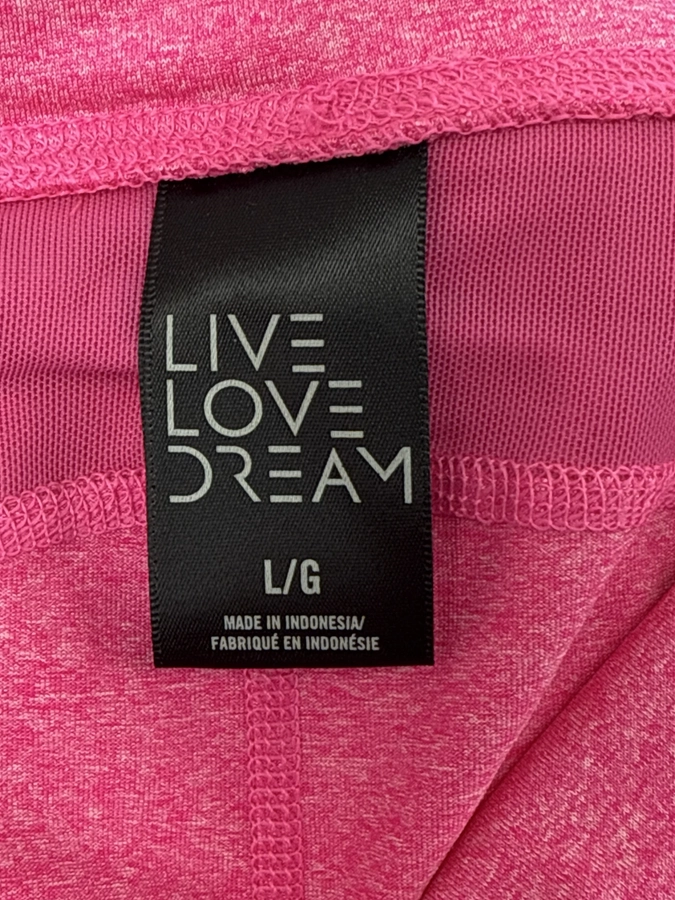 LIVE
LOVE
DREAM
L/G
MADE IN INDONESIA/
FABRIQUÉ EN INDONÉSIE